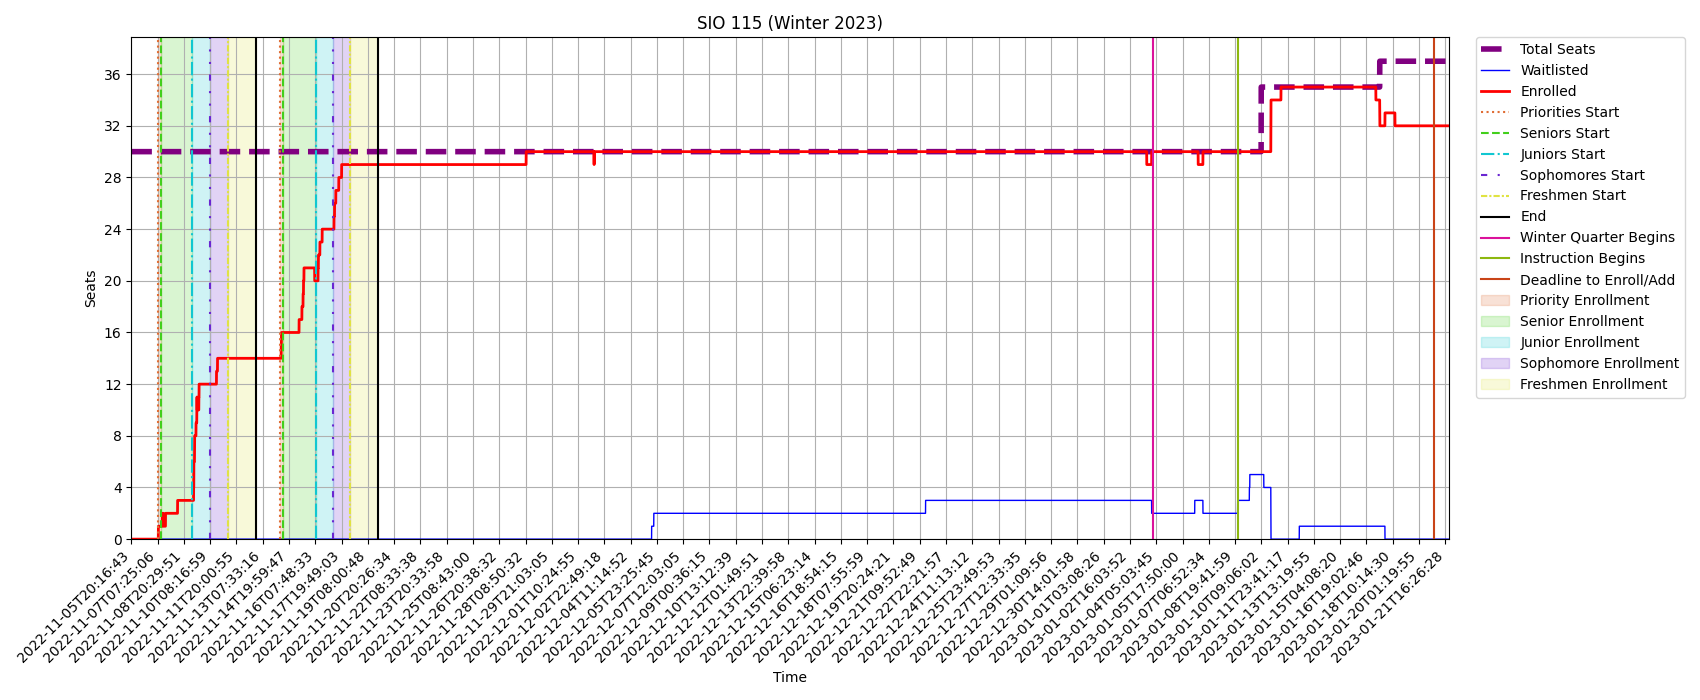 SIO 115 (Winter 2023)
Total Seats
Waitlisted
Enrolled
Priorities Start
Seniors Start
Juniors Start
Sophomores Start
Freshmen Start
End
Winter Quarter Begins
Instruction Begins
Deadline to Enroll/Add
Priority Enrollment
Senior Enrollment
Junior Enrollment
Sophomore Enrollment
Freshmen Enrollment
Seats
36
32
28
24
20
16
12
8
4
0
2022-11-05T20:16:43
2022-11-07T07:25:06
2022-11-08T20:29:51
2022-11-10T08:16:59
2022-11-11T20:00:55
2022-11-13T07:33:16
2022-11-14T19:59:47
2022-11-16T07:48:33
2022-11-17T19:49:03
2022-11-19T08:00:48
2022-11-20T20:26:34
2022-11-22T08:33:38
2022-11-23T20:33:58
2022-11-25T08:43:00
2022-11-26T20:38:32
2022-11-28T08:50:32
2022-11-29T21:03:05
2022-12-01T10:24:55
2022-12-02T22:49:18
2022-12-04T11:14:52
2022-12-05T23:25:45
2022-12-07T12:03:05
2022-12-09T00:36:15
2022-12-10T13:12:39
2022-12-12T01:49:51
2022-12-13T22:39:58
2022-12-15T06:23:14
2022-12-16T18:54:15
2022-12-18T07:55:59
2022-12-19T20:24:21
2022-12-21T09:52:49
2022-12-22T22:21:57
2022-12-24T11:13:12
2022-12-25T23:49:53
2022-12-27T12:33:35
2022-12-29T01:09:56
2022-12-30T14:01:58
2023-01-01T03:08:26
2023-01-02T16:03:52
2023-01-04T05:03:45
2023-01-05T17:50:00
2023-01-07T06:52:34
2023-01-08T19:41:59
2023-01-10T09:06:02
2023-01-11T23:41:17
2023-01-13T13:19:55
2023-01-15T04:08:20
2023-01-16T19:02:46
2023-01-18T10:14:30
2023-01-20T01:19:55
2023-01-21T16:26:28
Time